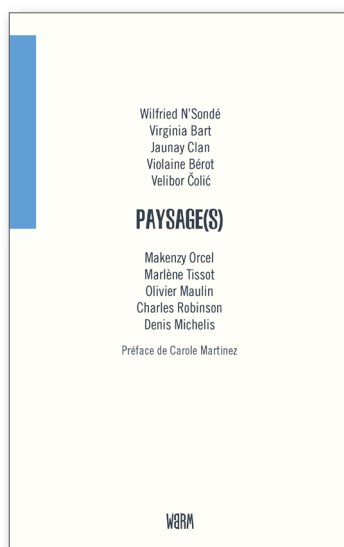 Wilfried N'Sondé
Virginia Bart
Jaunay Clan
Violaine Bérot
Velibor Čolić
PAYSAGE(S)
Makenzy Orcel
Marlène Tissot
Olivier Maulin
Charles Robinson
Denis Michelis
Préface de Carole Martinez
WARM